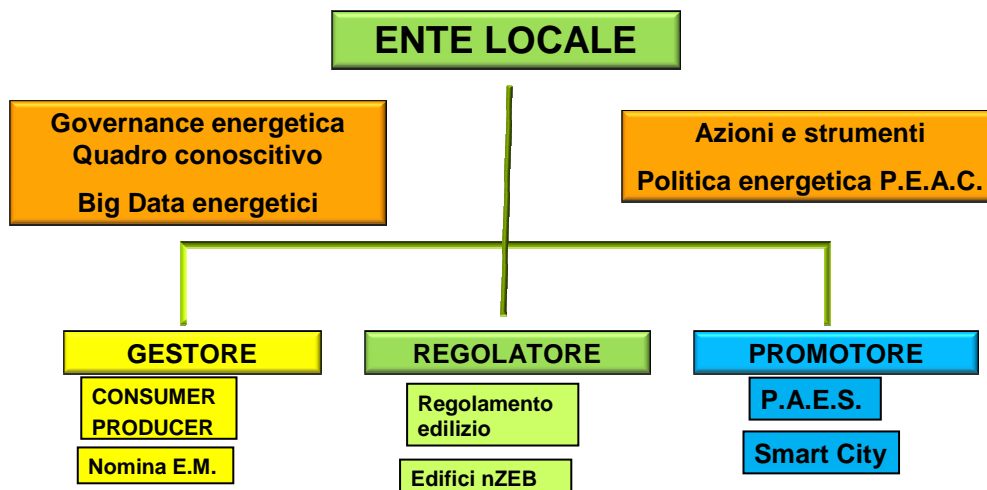 ENTE LOCALE
Governance energetica
Quadro conoscitivo
Big Data energetici
Azioni e strumenti
Politica energetica P.E.A.C.
GESTORE
CONSUMER
PRODUCER
Nomina E.M.
REGOLATORE
Regolamento
edilizio
Edifici nZEB
PROMOTORE
P.A.E.S.
Smart City